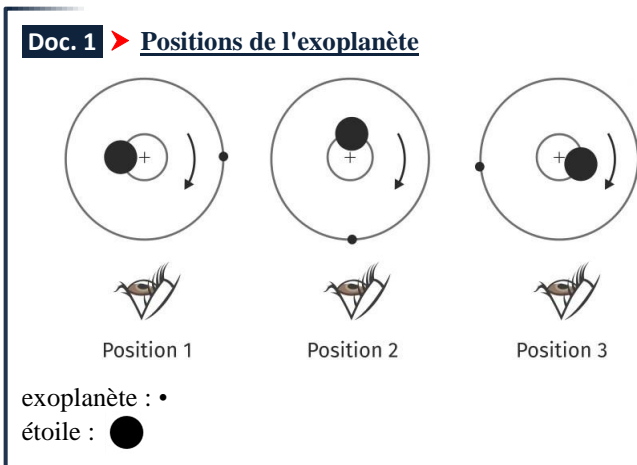 Doc. 1 ➤ Positions de l'exoplanète
Position 1
Position 2
Position 3
exoplanète : •
étoile :